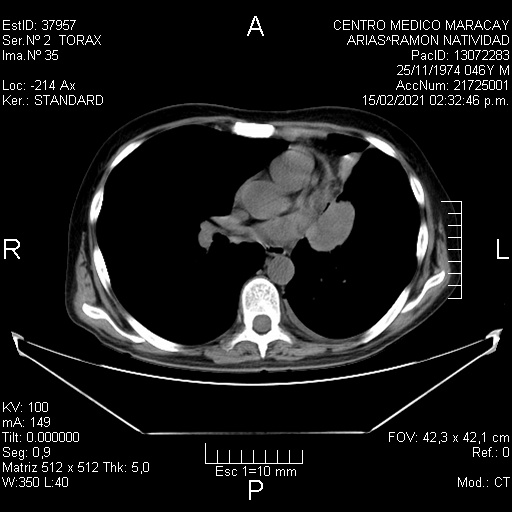 EstID: 37957
Ser.Nº 2 TORAX
Ima.Nº 35
Loc: -214 Ax
Ker.: STANDARD
A
CENTRO MEDICO MARACAY
ARIAS^RAMON NATIVIDAD
PacID: 13072283
25/11/1974 046Y M
AccNum: 21725001
15/02/2021 02:32:46 p.m.
R
L
KV: 100
mA: 149
Tilt: 0.000000
Seg: 0,9
Matriz 512 x 512 Thk: 5,0
W:350 L:40
Esc 1=10 mm
P
FOV: 42,3 x 42,1 cm
Ref.: 0
Mod.: CT